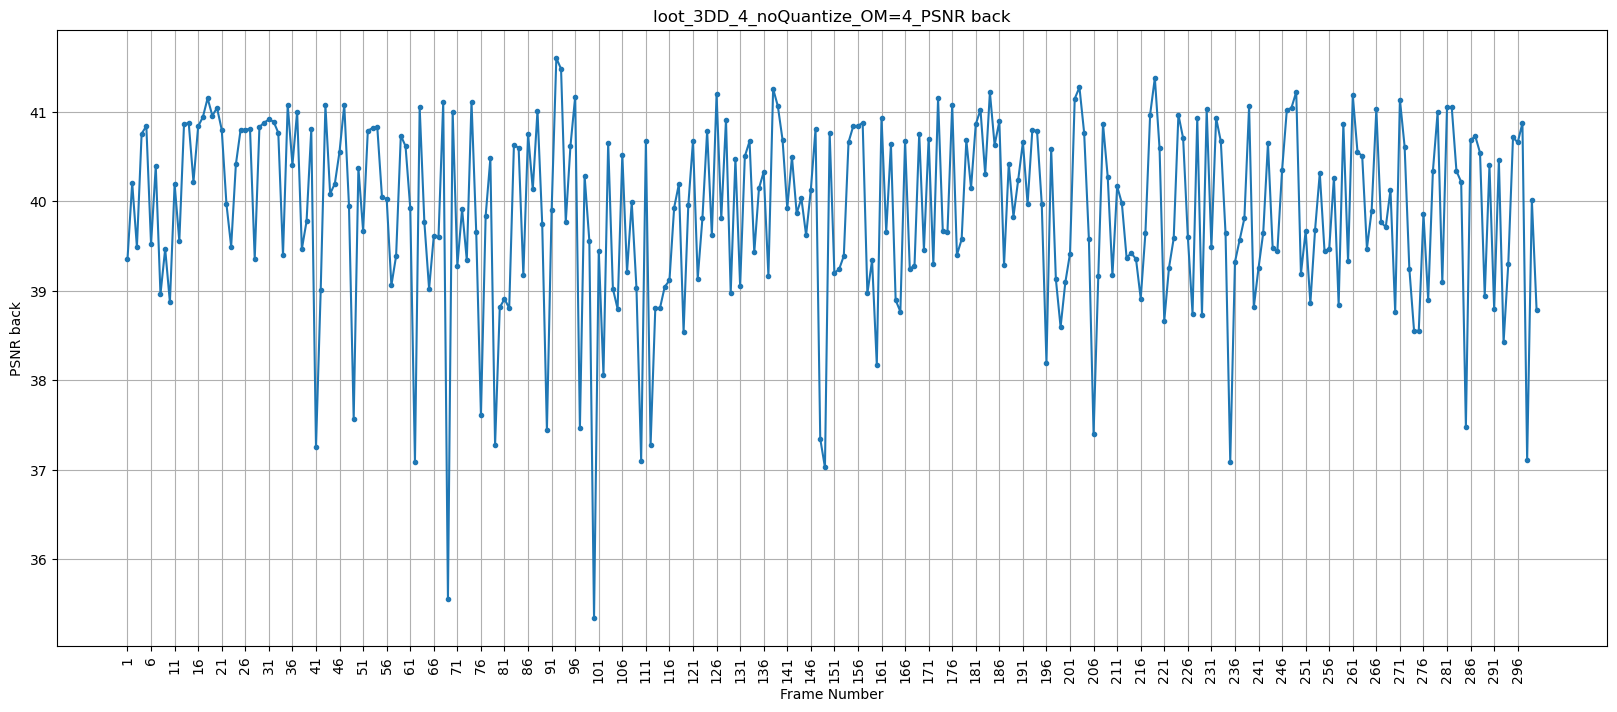 loot_3DD_4_noQuantize_OM=4_PSNR back
PSNR back
41
40
39
38
37
36
1 6 11 16 21 26 31 36 41 46 51 56 61 66 71 76 81 86 91 96 101 106 111 116 121 126 131 136 141 146 151 156 161 166 171 176 181 186 191 196 201 206 211 216 221 226 231 236 241 246 251 256 261 266 271 276 281 286 291 296
Frame Number